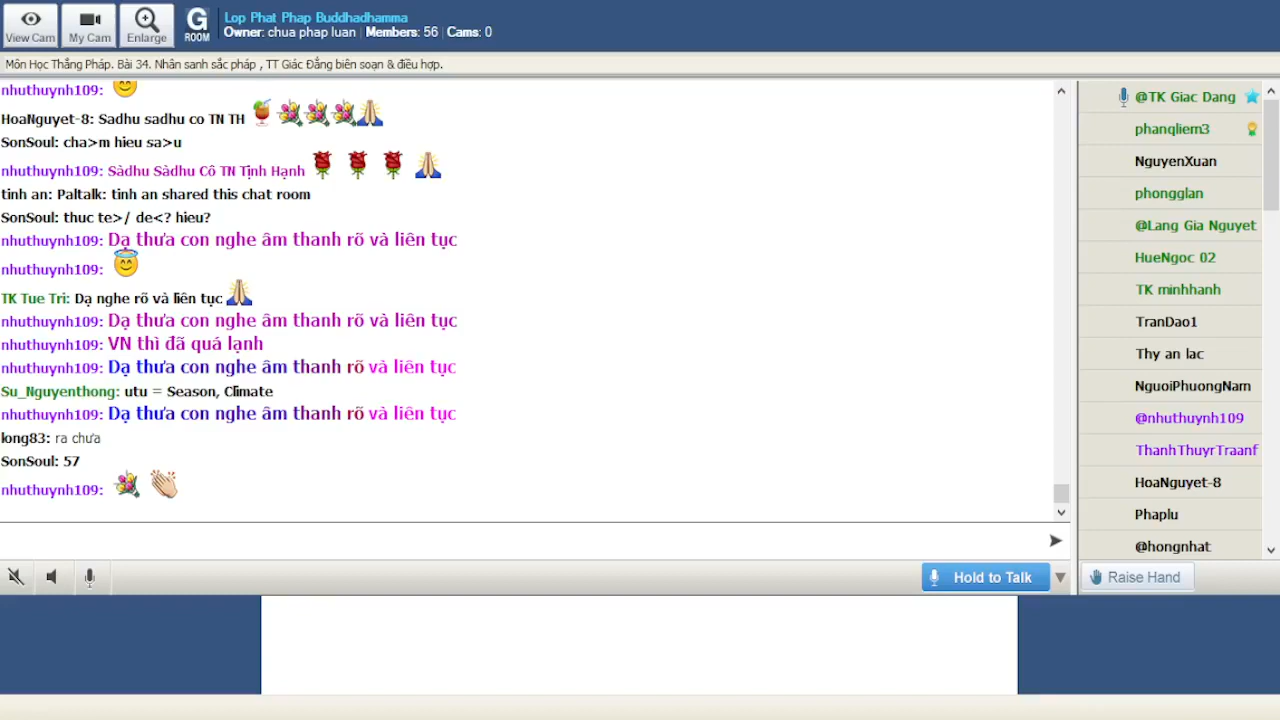 View Cam
My Cam
Enlarge
G
ROOM
Lop Phat Phap Buddhadhamma
Owner: chua phap luan | Members: 56 | Cams: 0
Môn Học Thắng Pháp. Bài 34. Nhân sanh sắc pháp , TT Giác Đẳng biên soạn & điều hợp.
nhuthuynh109:
HoaNguyet-8: Sadhu sadhu co TN TH
SonSoul: cha>m hieu sa>u
nhuthuynh109: Sàdhu Sàdhu Cô TN Tịnh Hạnh
tinh an: Paltalk: tinh an shared this chat room
SonSoul: thuc te>/ de<? hieu?
nhuthuynh109: Dạ thưa con nghe âm thanh rõ và liên tục
nhuthuynh109:
TK Tue Tri: Dạ nghe rõ và liên tục
nhuthuynh109: Dạ thưa con nghe âm thanh rõ và liên tục
nhuthuynh109: VN thì đã quá lạnh
nhuthuynh109: Dạ thưa con nghe âm thanh rõ và liên tục
Su_Nguyenthong: utu = Season, Climate
nhuthuynh109: Dạ thưa con nghe âm thanh rõ và liên tục
long83: ra chưa
SonSoul: 57
nhuthuynh109:
Hold to Talk
@TK Giac Dang
phanqliem3
NguyenXuan
phongglan
@Lang Gia Nguyet
HueNgoc 02
TK minhhanh
TranDao1
Thy an lac
NguoiPhuongNam
@nhuthuynh109
ThanhThuyrTraanf
HoaNguyet-8
Phaplu
@hongnhat
Raise Hand